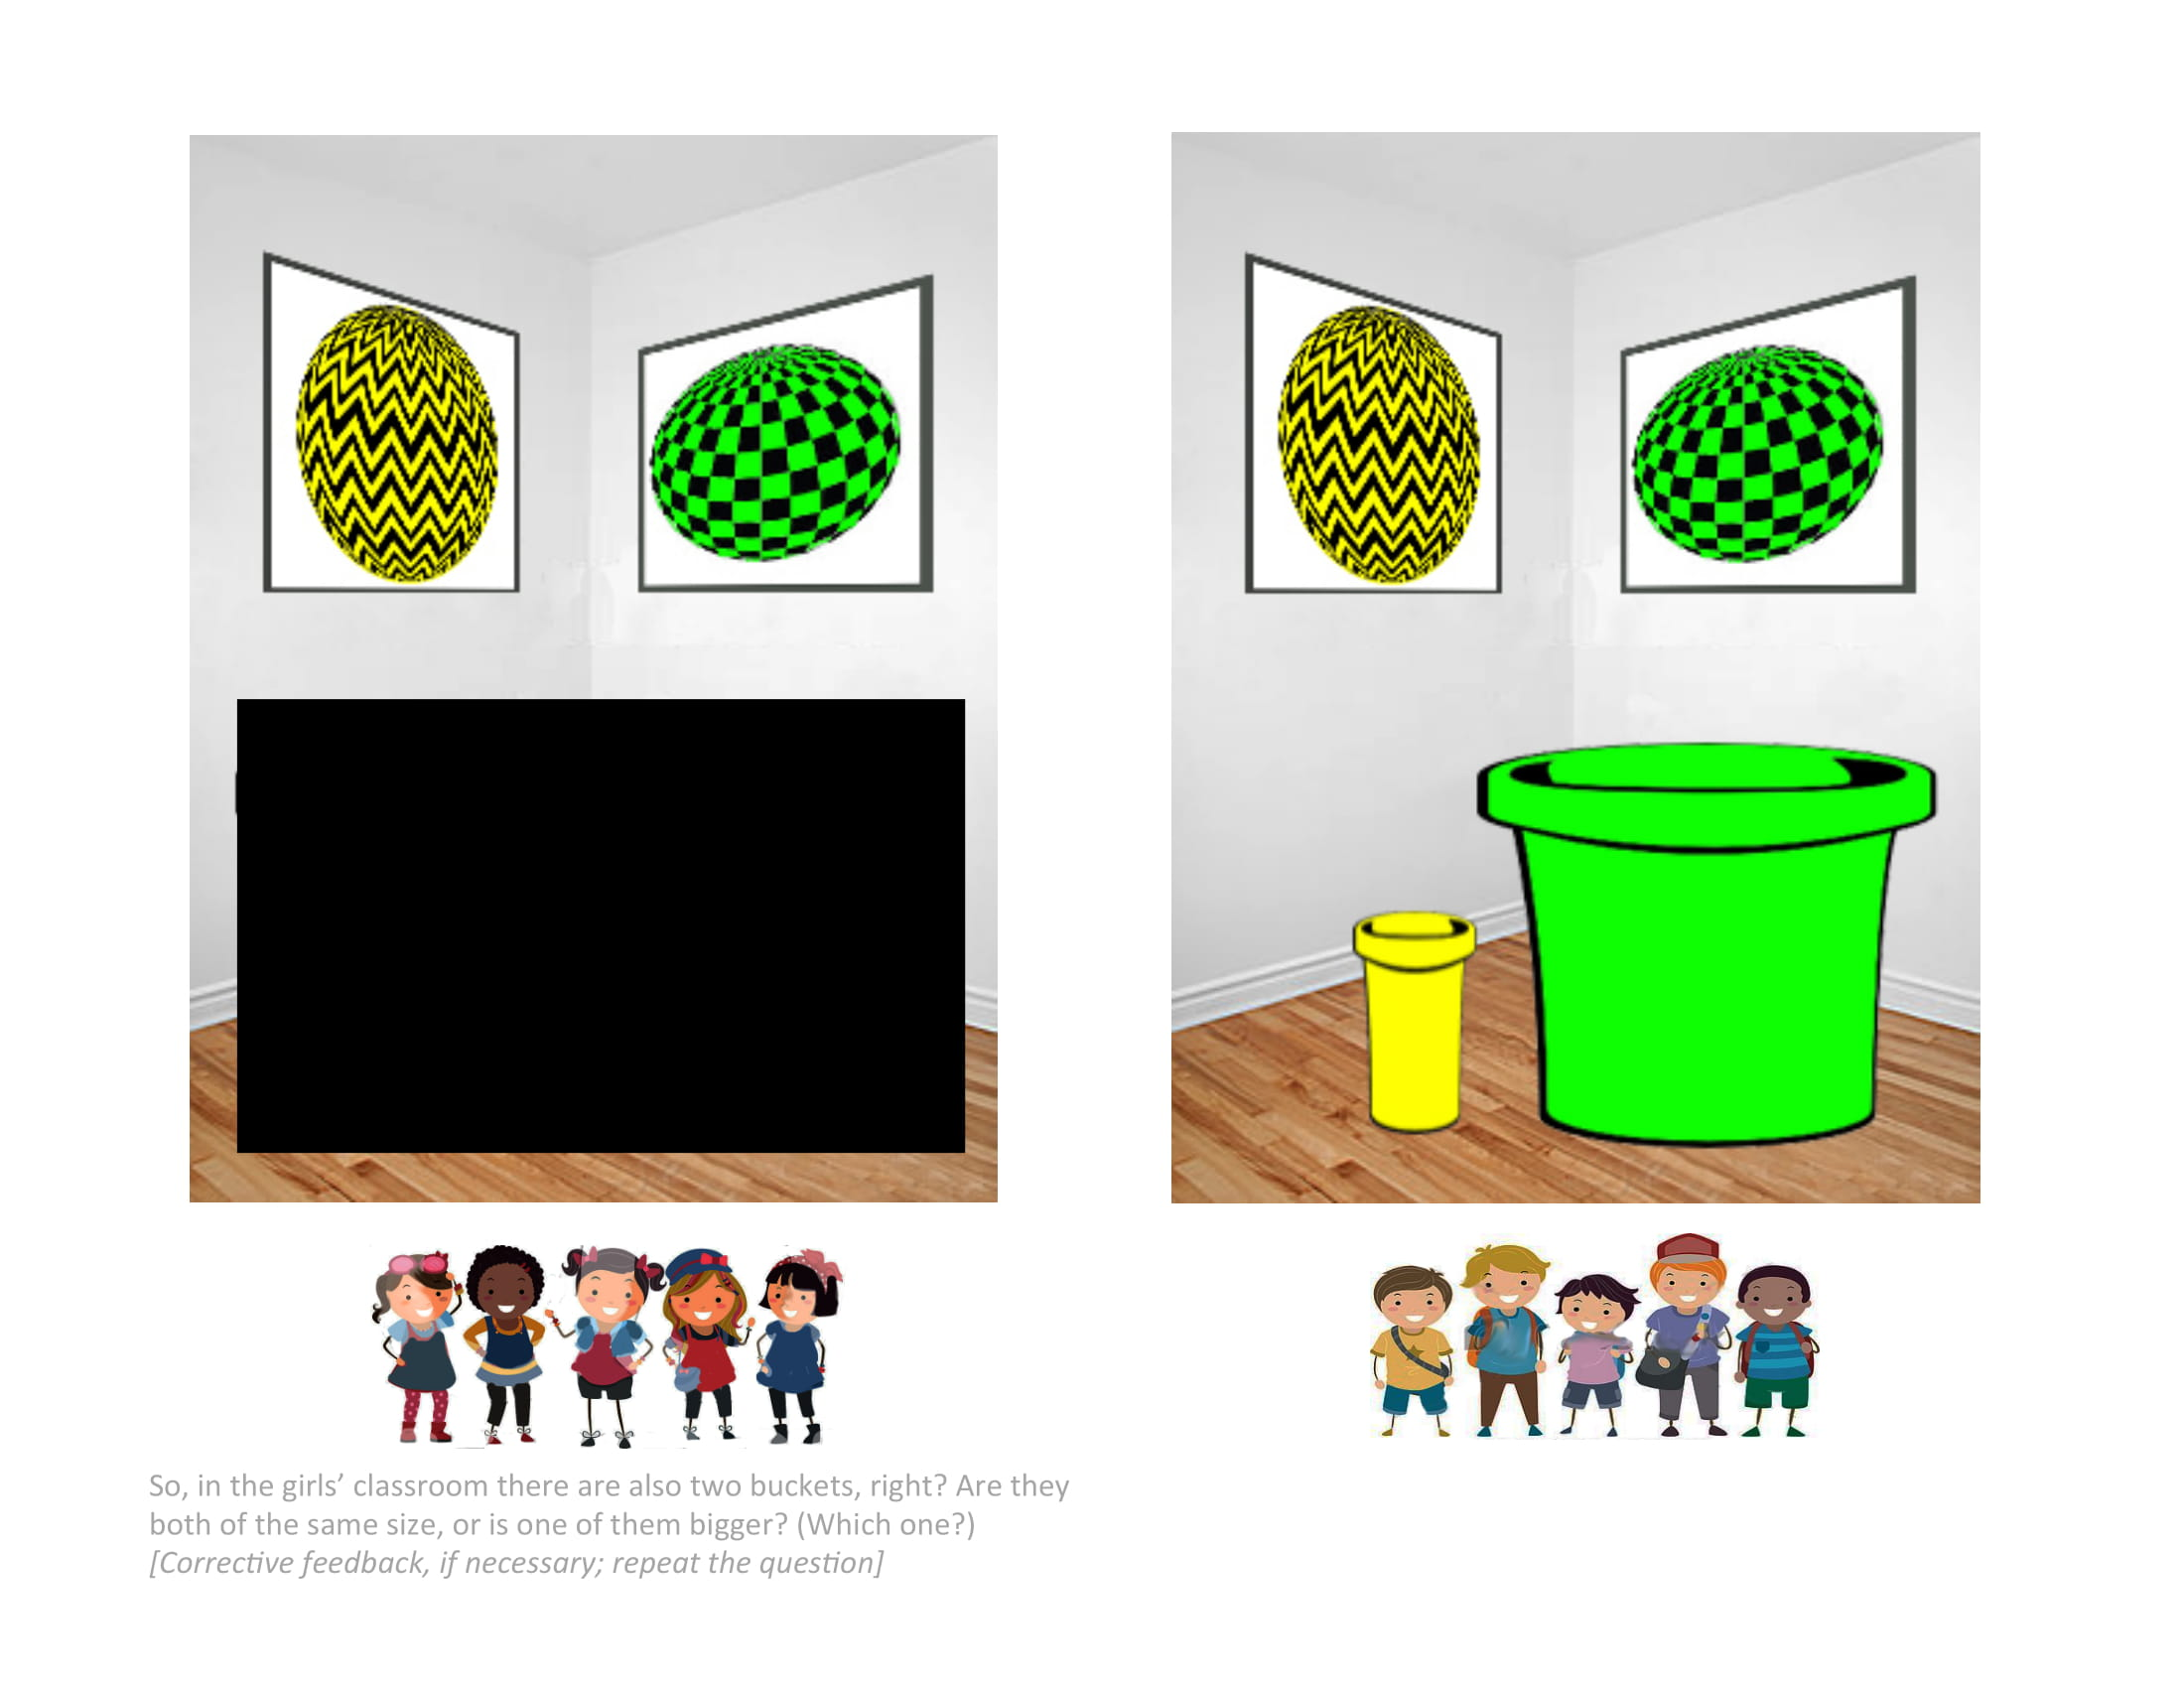 So, in the girls’ classroom there are also two buckets, right? Are they
both of the same size, or is one of them bigger? (Which one?)
[Corrective feedback, if necessary; repeat the question]